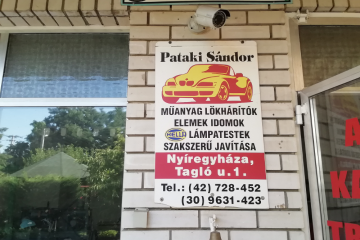 Pataki Sándor
MŰANYAG LÖKHÁRÍTÓK
ELEMEK IDOMOK
HELLA LÁMPATESTEK
SZAKSZERŰ JAVÍTÁSA
Nyíregyháza,
Tagló u.1.
Tel.: (42) 728-452
(30) 9631-423